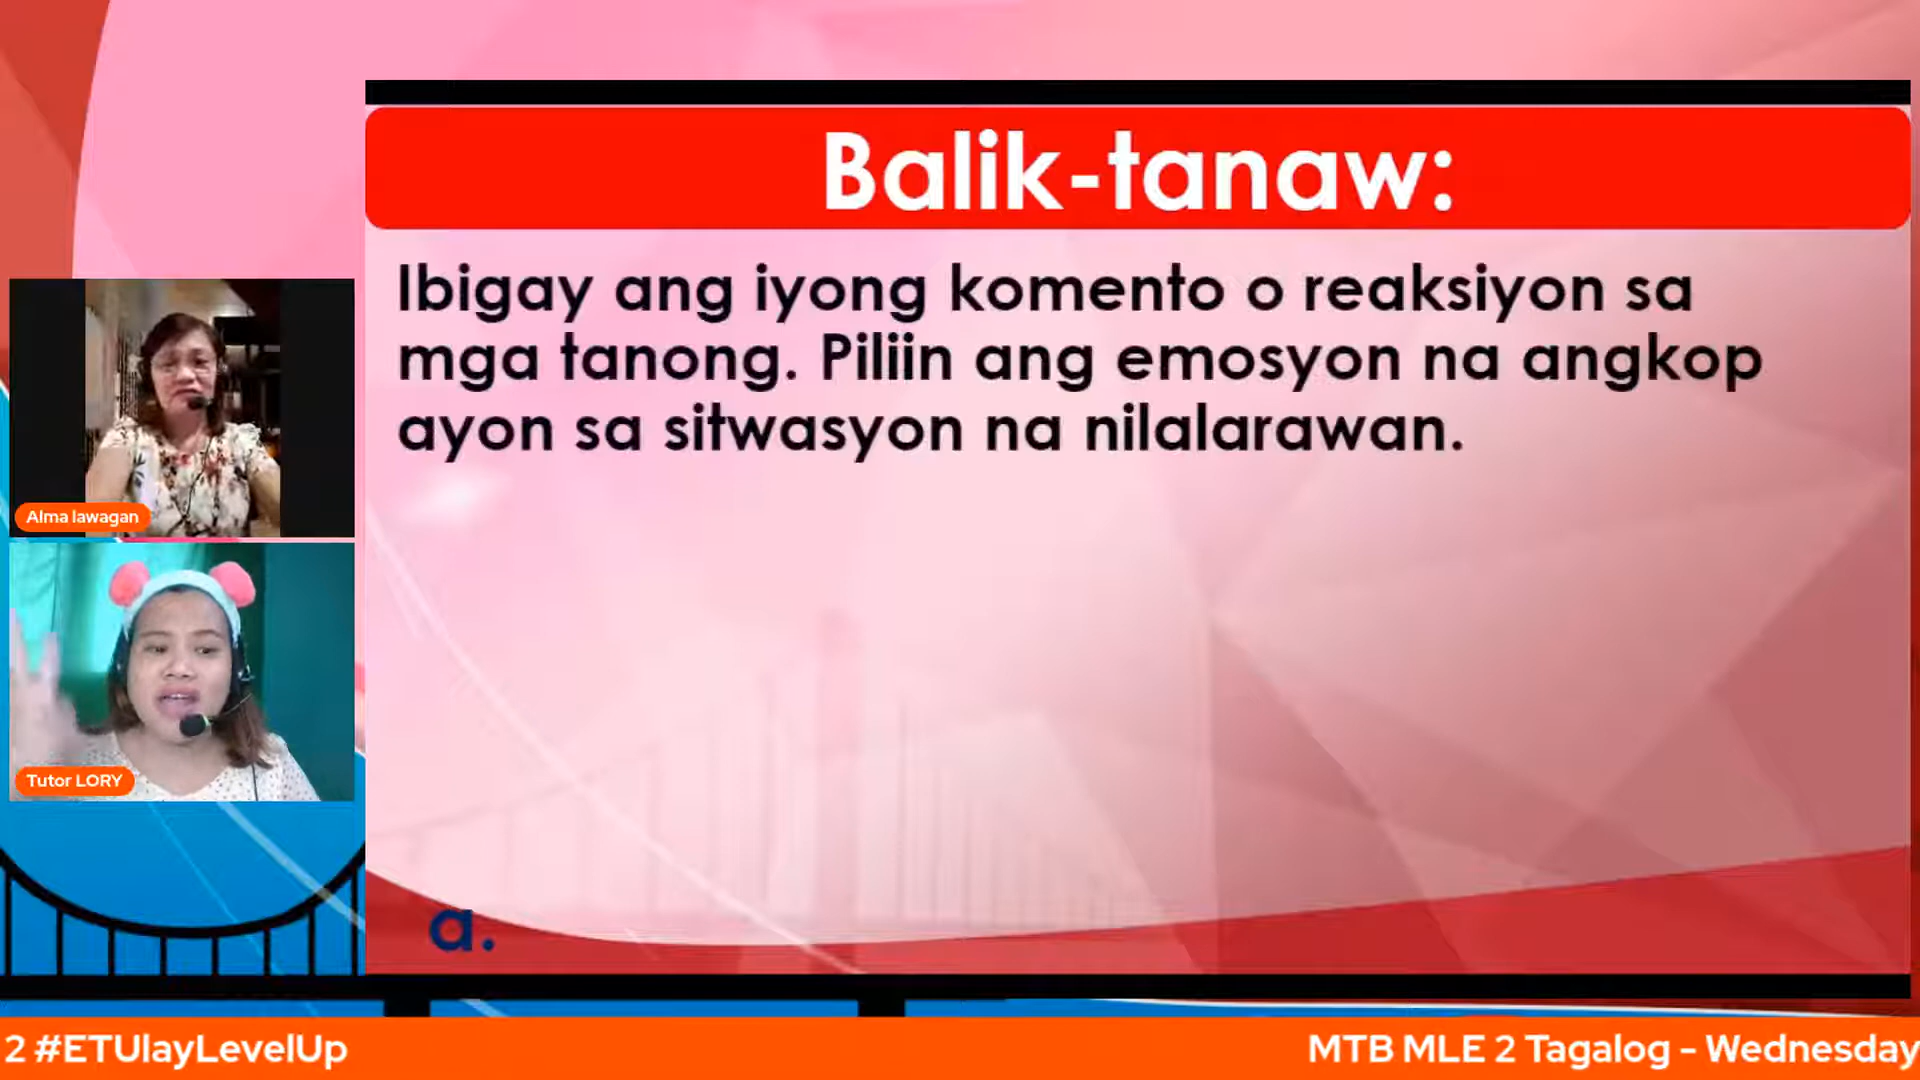 Balik-tanaw:
Ibigay ang iyong komento o reaksiyon sa
mga tanong. Piliin ang emosyon na angkop
ayon sa sitwasyon na nilalarawan.
a.
Alma lawagan
Tutor LORY
2 #ETUlayLevelUp
MTB MLE 2 Tagalog - Wednesday